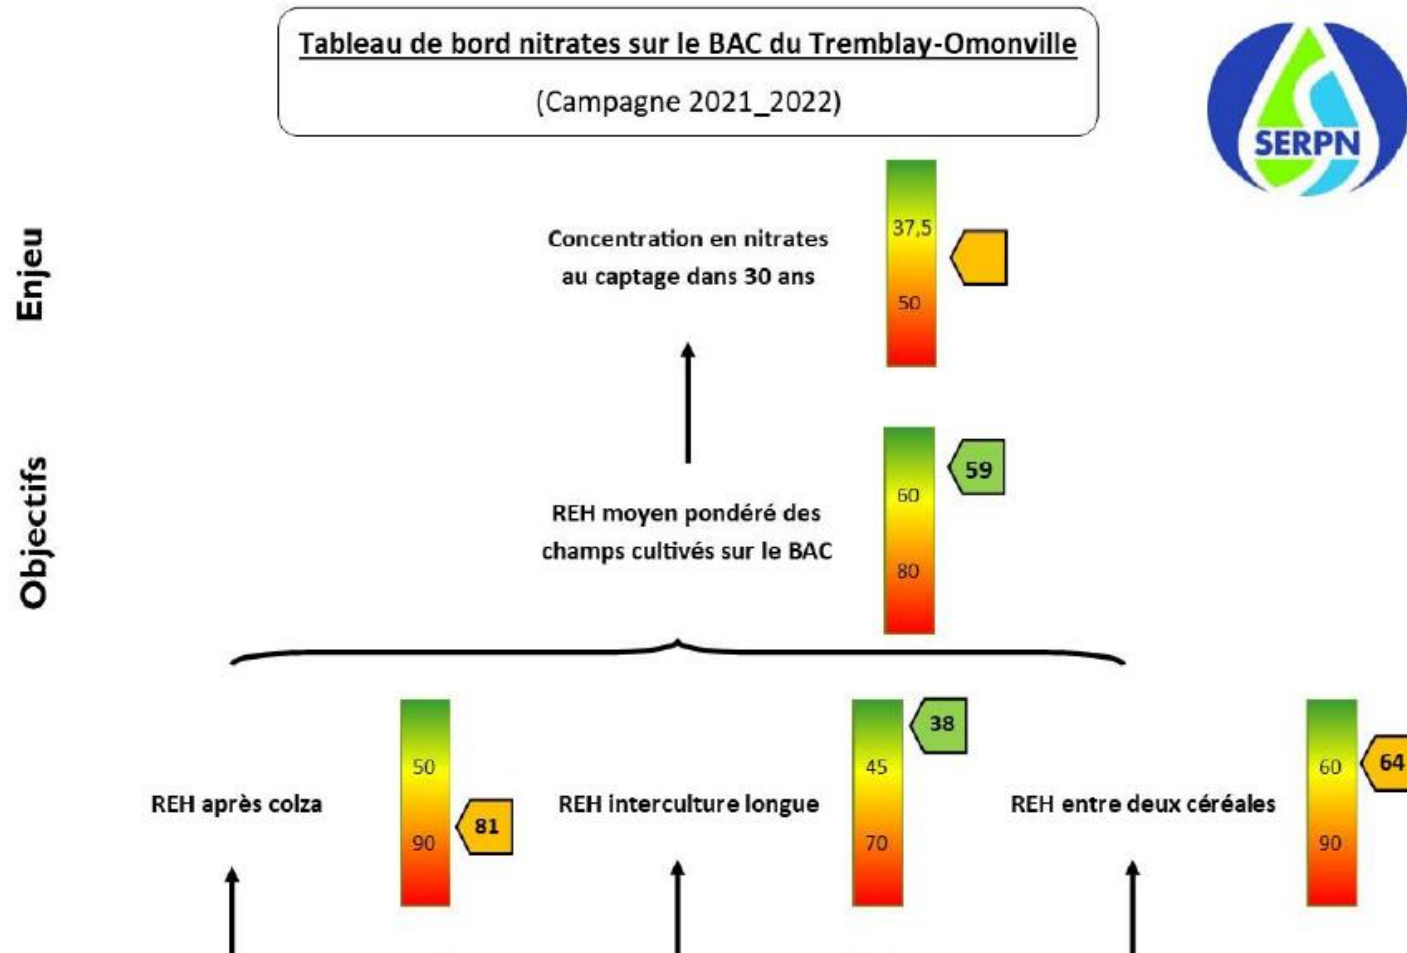 Tableau de bord nitrates sur le BAC du Tremblay-Omonville
(Campagne 2021_2022)
SERPN
Enjeu
Concentration en nitrates
au captage dans 30 ans
37,5
50
Objectifs
REH moyen pondéré des
champs cultivés sur le BAC
60
80
59
REH après colza
50
90
81
REH interculture longue
45
70
38
REH entre deux céréales
60
90
64